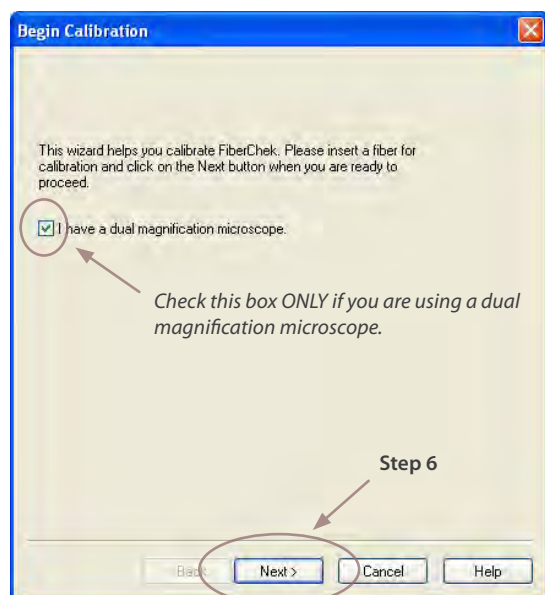 Begin Calibration
This wizard helps you calibrate FiberChek. Please insert a fiber for
calibration and click on the Next button when you are ready to
proceed.
I have a dual magnification microscope.
Check this box ONLY if you are using a dual
magnification microscope.
Step 6
Back Next > Cancel Help